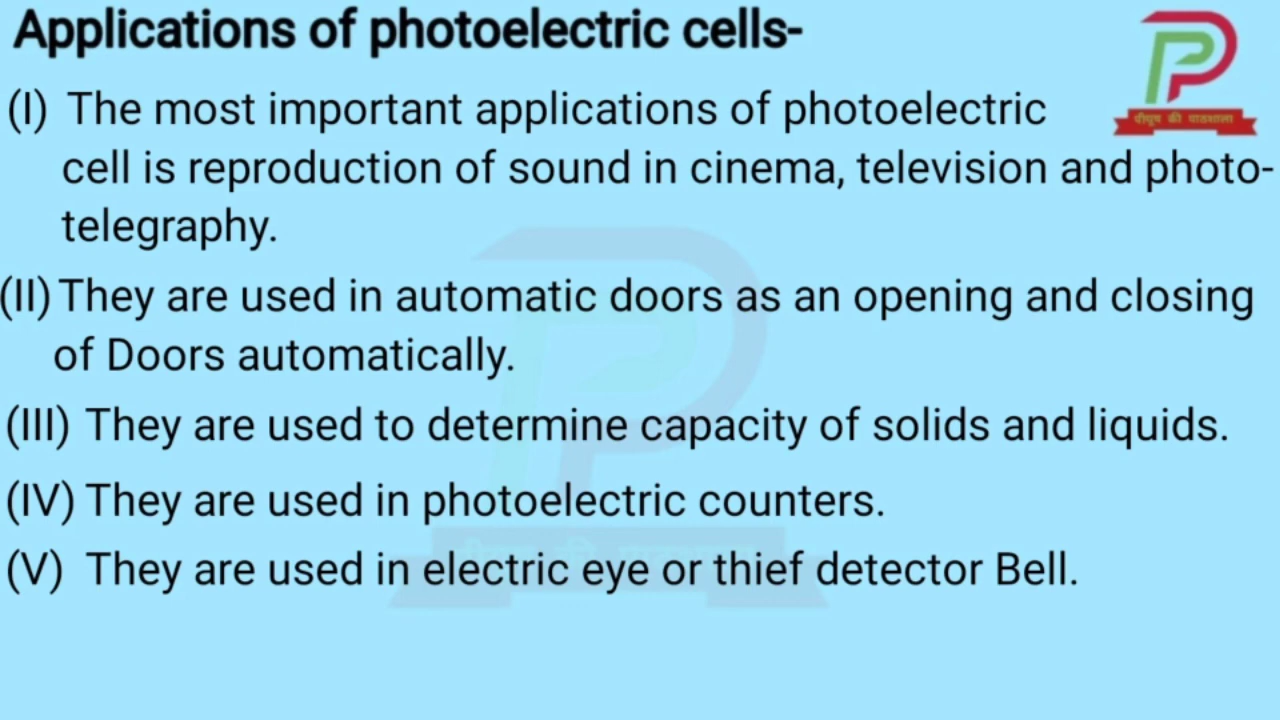 Applications of photoelectric cells-
पीयूष की पाठशाला
(I) The most important applications of photoelectric
cell is reproduction of sound in cinema, television and photo-
telegraphy.
(II) They are used in automatic doors as an opening and closing
of Doors automatically.
(III) They are used to determine capacity of solids and liquids.
(IV) They are used in photoelectric counters.
(V) They are used in electric eye or thief detector Bell.
पीयूष की पाठशाला